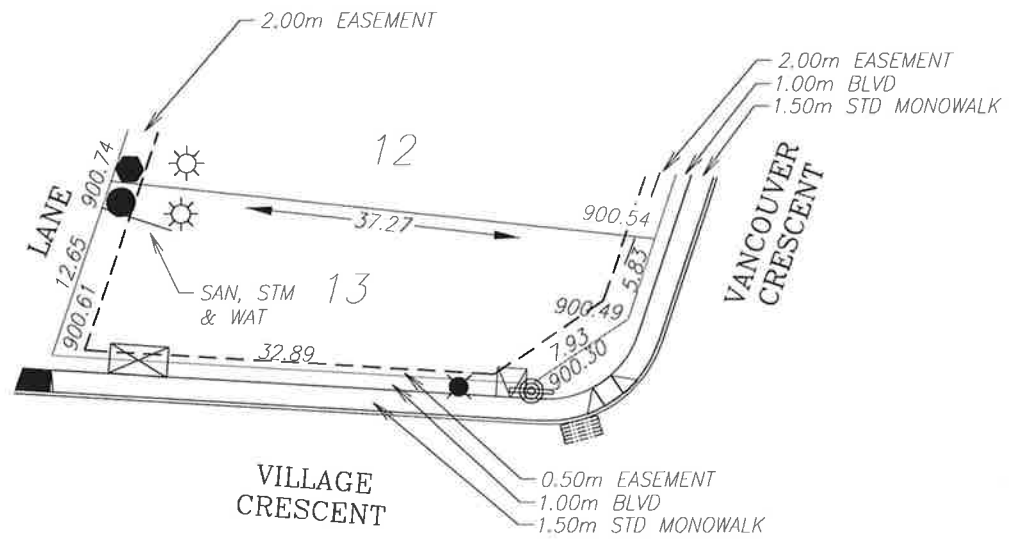 2.00m EASEMENT
2.00m EASEMENT
1.00m BLVD
1.50m STD MONOWALK
12
900.74
LANE
900.54
37.27
VANCOUVER
CRESCENT
12.65
5.83
SAN, STM
& WAT
13
900.61
900.49
32.89
7.93
900.30
VILLAGE
CRESCENT
0.50m EASEMENT
1.00m BLVD
1.50m STD MONOWALK